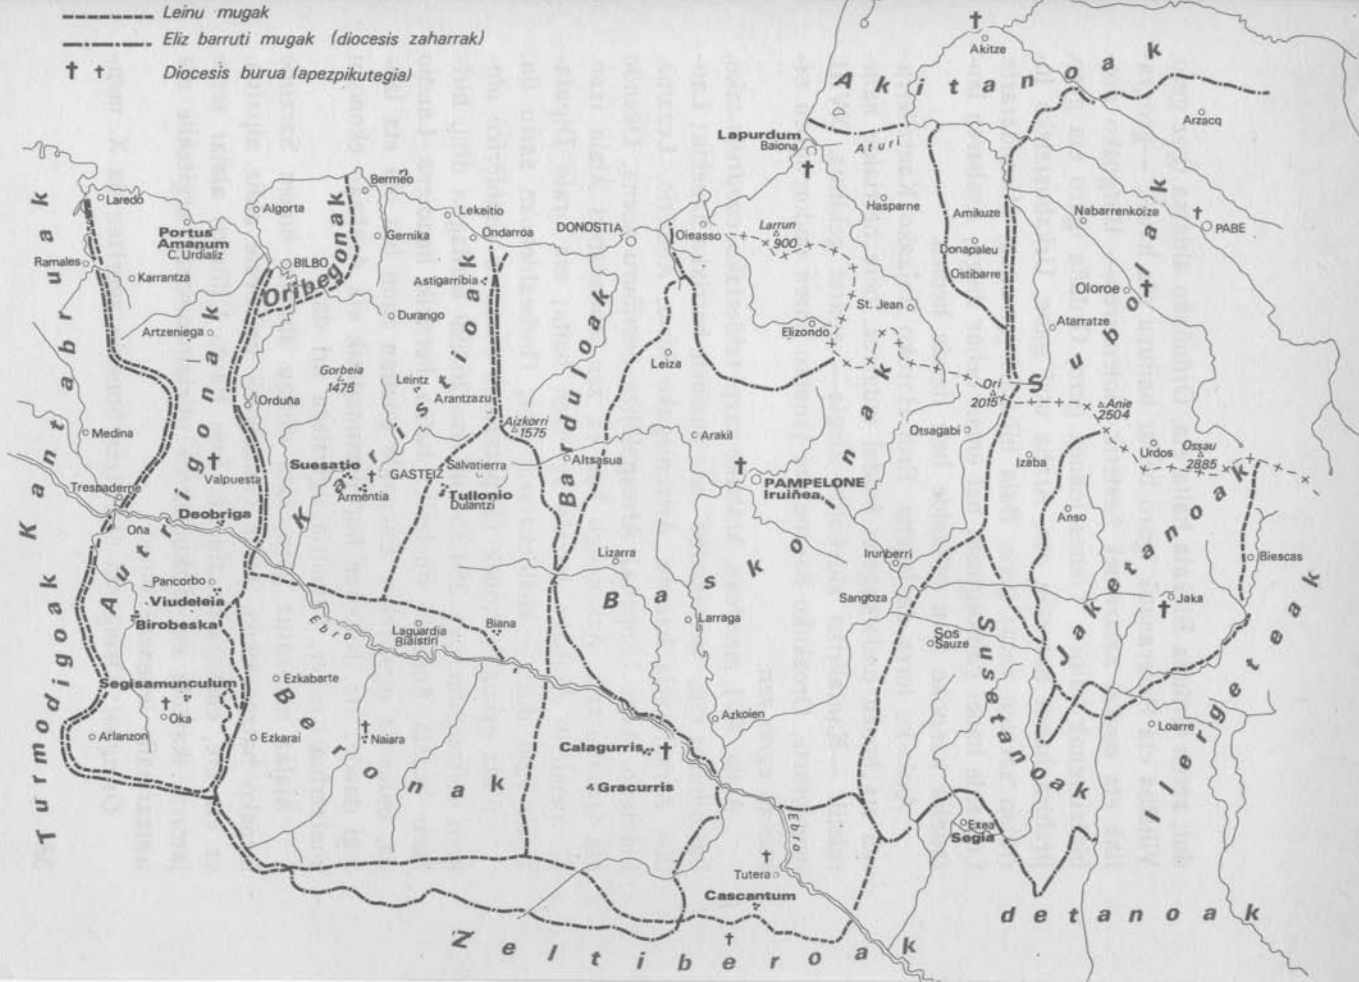 Leinu mugak
Eliz barruti mugak (diocesis zaharrak)
Diocesis burua (apezpikutegia)
Akitze
Akitanoak
Arzacq
Lapurdum
Baiona
Aturi
Laredo
Algorta
Bermeo
Lekeitio
Portus
Amanum
C. Urdializ
Gernika
Ondarroa
DONOSTIA
Oieasso
Larrun
900
Hasparne
Amikuze
Nabarrenkoize
PABE
Ramales
Karrantza
BILBO
Oribegonak
Astigarribia
Donapaleu
Ostibarre
Oloroe
Artzeniega
Durango
Elizondo
St. Jean
Atarratze
Subolak
Kantabruak
Autrigonak
Karistioak
Barduloak
Leiza
Gorbeia
1475
Leintz
Arantzazu
Orduña
Aizkorri
1575
Ori
2015
Anie
2504
Medina
Otsagabi
Arakil
Izaba
Urdos
Ossau
2885
Suesatio
GASTEIZ
Salvatierra
Altsasua
Armentia
Tullonio
Dulantzi
PAMPELONE
Iruiñea
Trespaderne
Valpuesta
Oña
Deobriga
Anso
Baskonak
Jaketanoak
Lizarra
Irunberri
Biescas
Pancorbo
Viudeleia
Birobeska
Sangoza
Jaka
Ebro
Laguardia
Biaistiri
Biana
Larraga
Sos
Sauze
Suesetanoak
Turmodigoak
Segisamunculum
Oka
Ezkabarte
Beronak
Azkoien
Loarre
Arlanzon
Ezkarai
Naiara
Calagurris
Gracurris
Illergeteak
Ebro
Exea
Segia
Tutera
Cascantum
detanoak
Zeltiberoak